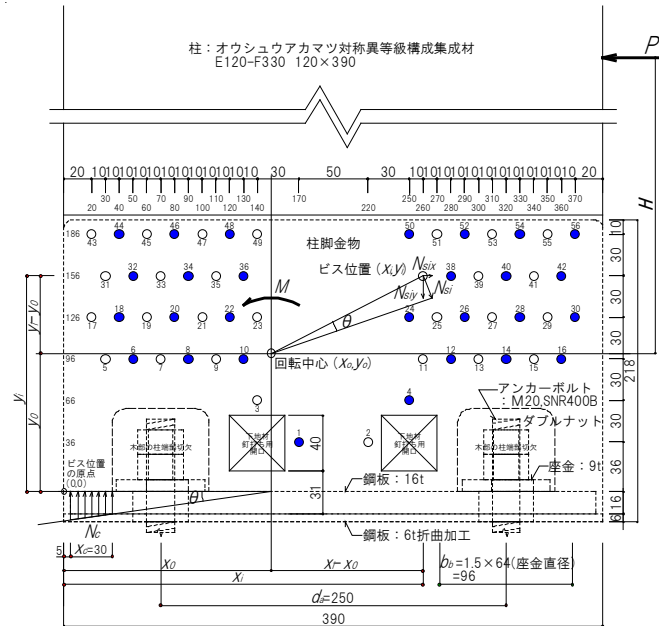 柱：オウシュウアカマツ対称異等級構成集成材
E120-F330 120×390
P
H
20 10 10 10 10 10 10 10 10 10 10 10 10 10 30 50 30 10 10 10 10 10 10 10 10 10 10 10 10 20
30 50 70 90 110 130 170 250 270 290 310 330 350 370
20 40 60 80 100 120 140 220 260 280 300 320 340 360
186 43 44 45 46 47 48 49 柱脚金物 50 51 52 53 54 55 56 10
30
156 31 32 33 34 35 36 ビス位置 (xi,yi) Nsix 38 39 40 41 42
M Nsiy Nsi 30
126 17 18 19 20 21 22 23 θ 24 25 26 27 28 29 30
30
96 5 6 7 8 9 10 回転中心 (x0,y0) 11 12 13 14 15 16
yi-y0
yi
y0
218
30
66 3 4 アンカーボルト
：M20,SNR400B
ダブルナット
30
36 木部の柱端部切欠 下地材 釘打ち用 開口 1 2 下地材 釘打ち用 開口 木部の柱端部切欠
40
座金：9t
36
ビス位置
の原点
(0,0)
31
鋼板：16t
θ
16
6
Nc
鋼板：6t折曲加工
5 xc=30
x0 xi-x0
bb=1.5×64(座金直径)
=96
xi
da=250
390